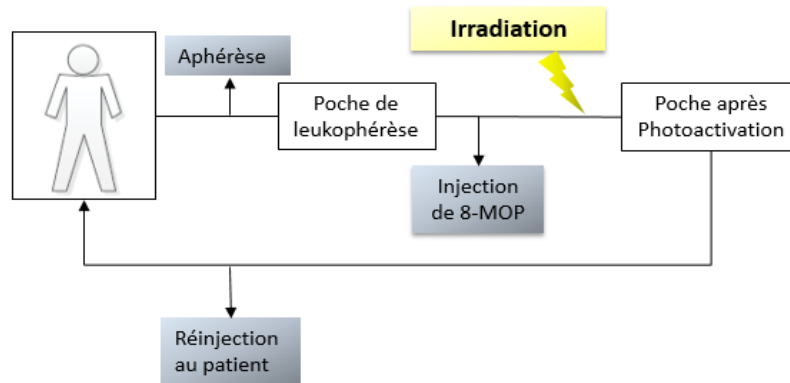 Irradiation
Aphérèse
Poche de
leukophérèse
Poche après
Photoactivation
Injection
de 8-MOP
Réinjection
au patient